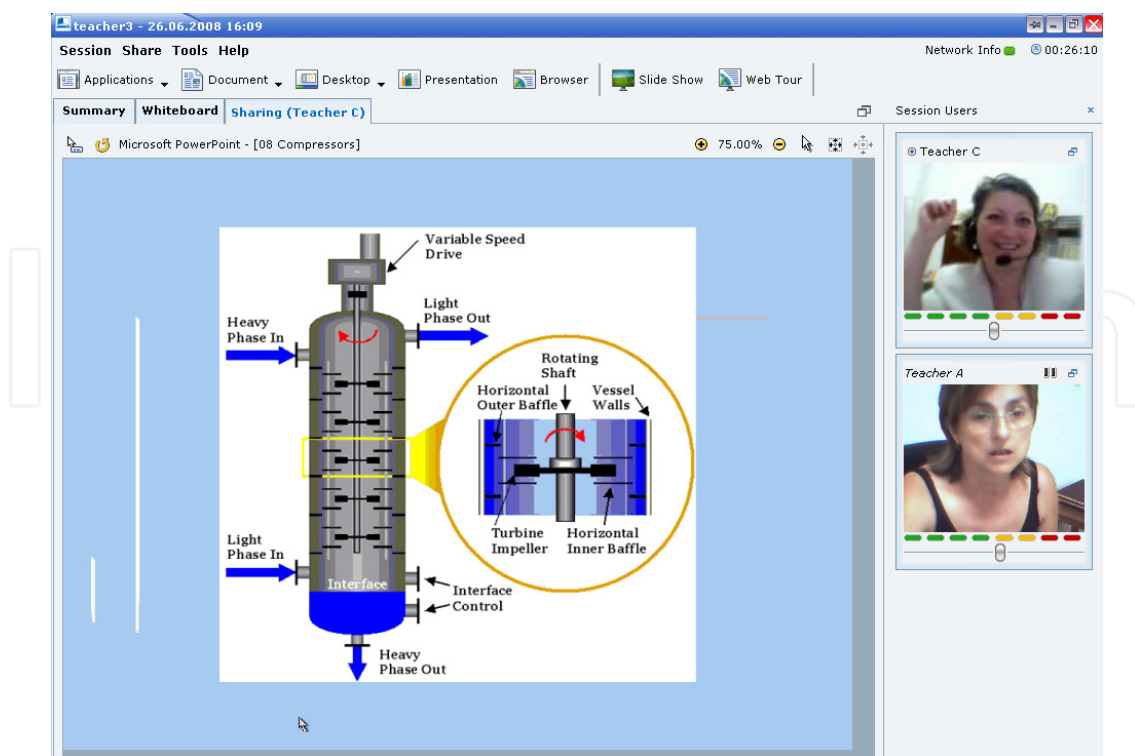 teacher3 - 26.06.2008 16:09
Session Share Tools Help
Network Info 00:26:10
Applications Document Desktop Presentation Browser Slide Show Web Tour
Summary Whiteboard Sharing (Teacher C)
Session Users
Microsoft PowerPoint - [08 Compressors]
75.00%
Teacher C
Teacher A
Variable Speed
Drive
Light
Phase Out
Heavy
Phase In
Rotating
Shaft
Horizontal
Outer Baffle
Vessel
Walls
Turbine
Impeller
Horizontal
Inner Baffle
Light
Phase In
Interface
Interface
Control
Heavy
Phase Out